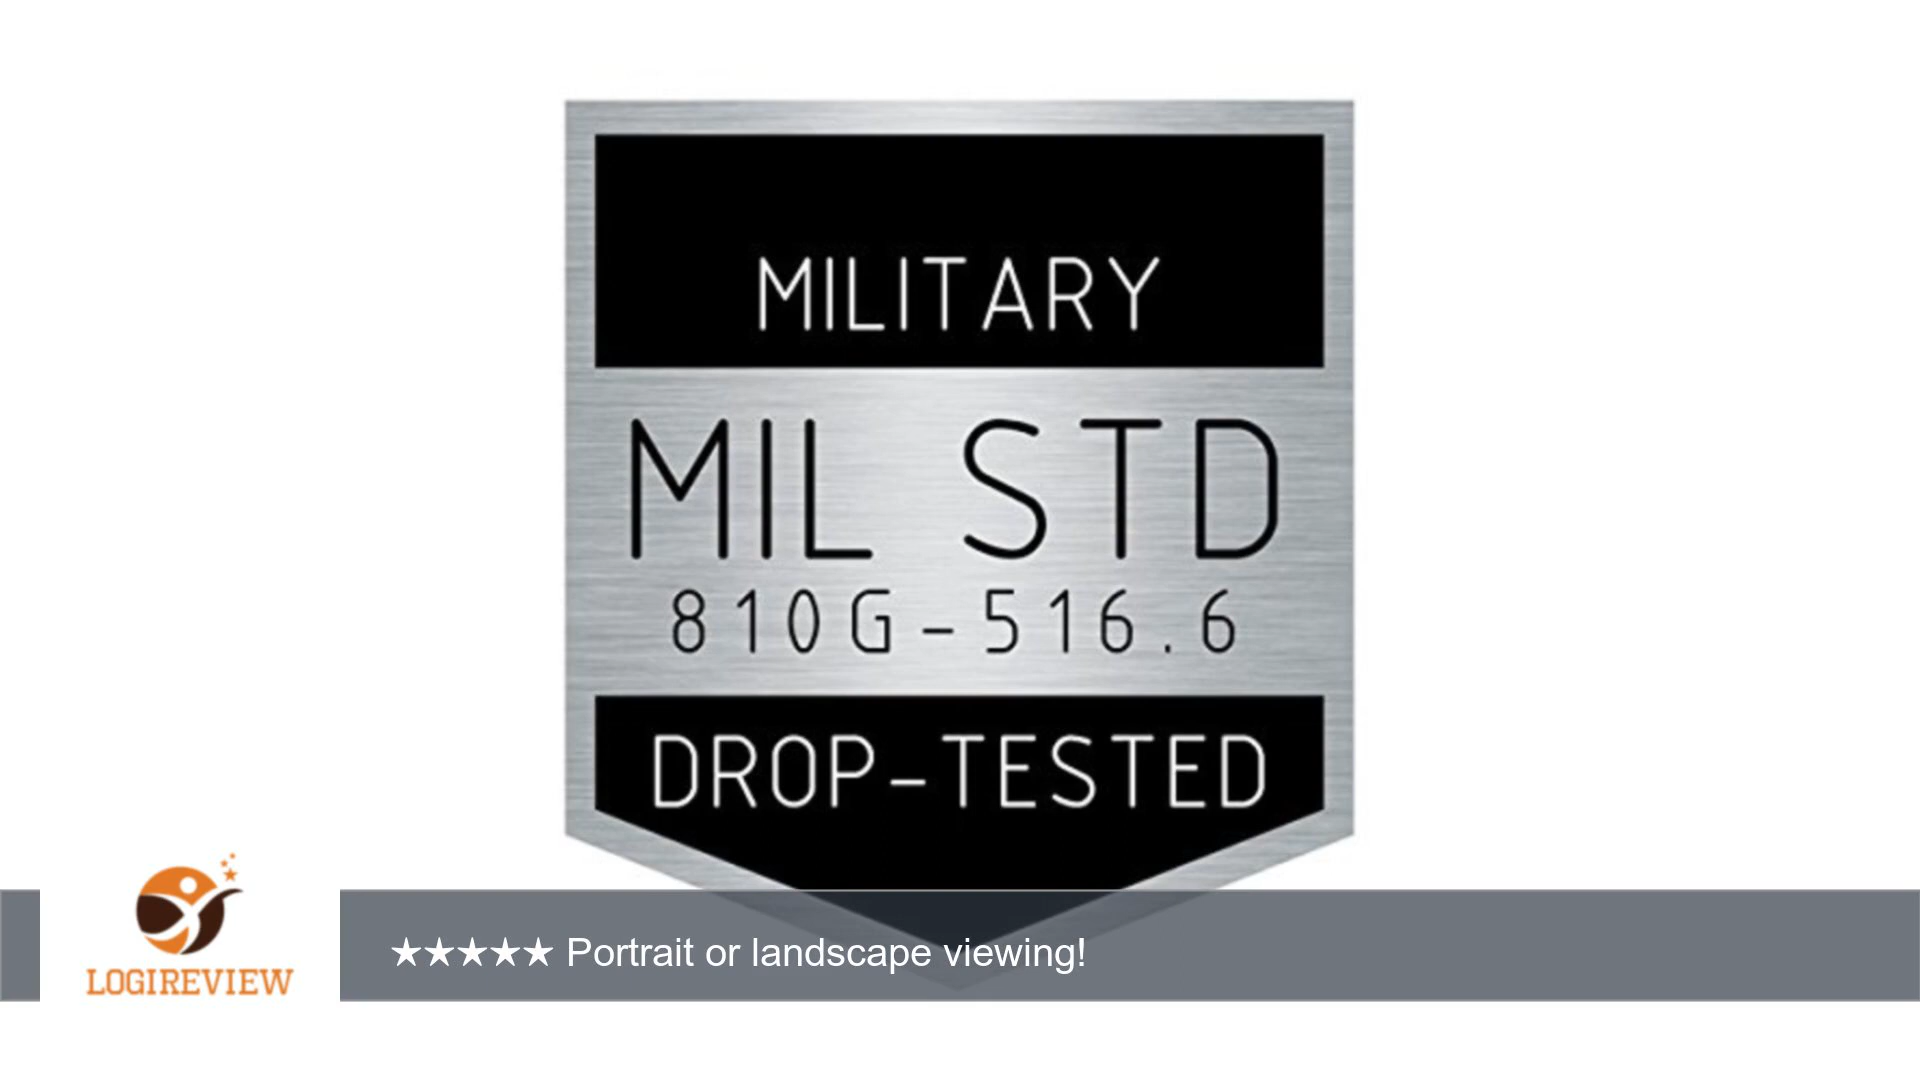 MILITARY
MIL STD
810G-516.6
DROP-TESTED
★★★★★ Portrait or landscape viewing!
LOGIREVIEW